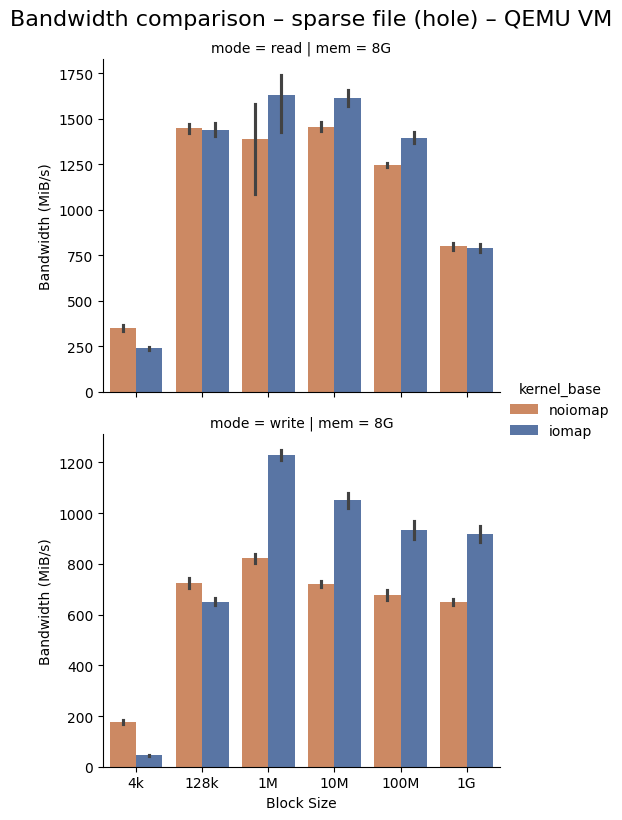 Bandwidth comparison – sparse file (hole) – QEMU VM
mode = read | mem = 8G
1750
1500
1250
1000
750
500
250
0
Bandwidth (MiB/s)
kernel_base
noiomap
iomap
mode = write | mem = 8G
1200
1000
800
600
400
200
0
Bandwidth (MiB/s)
4k 128k 1M 10M 100M 1G
Block Size